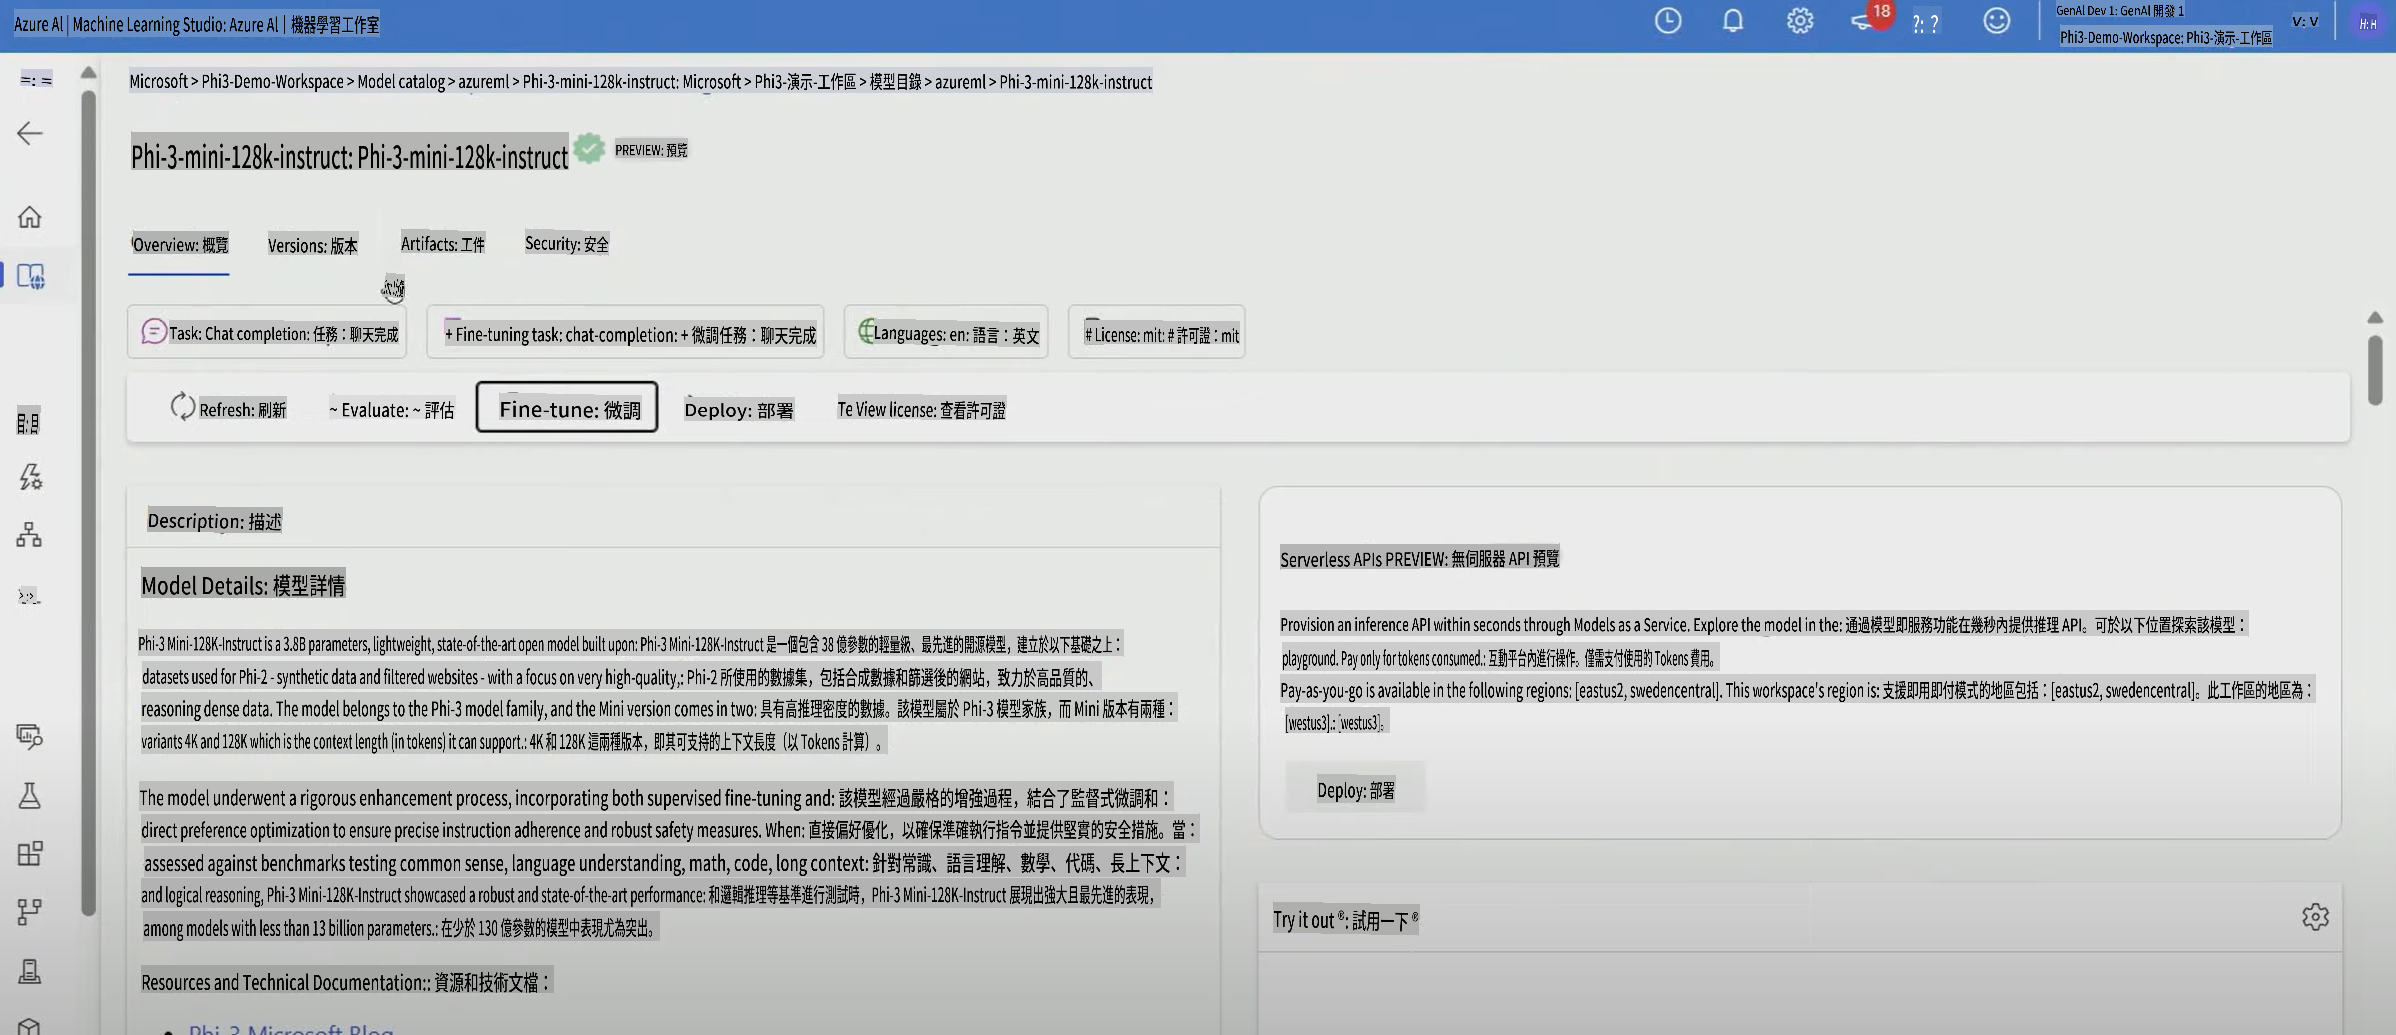 Azure Al | Machine Learning Studio: Azure Al | 機器學習工作室
18
?: ?
GenAl Dev 1: GenAl 開發 1
Phi3-Demo-Workspace: Phi3-演示-工作區
V: V
H: H
Microsoft > Phi3-Demo-Workspace > Model catalog > azureml > Phi-3-mini-128k-instruct: Microsoft > Phi3-演示-工作區 > 模型目錄 > azureml > Phi-3-mini-128k-instruct
Phi-3-mini-128k-instruct: Phi-3-mini-128k-instruct
PREVIEW: 預覽
Overview: 概覽
Versions: 版本
Artifacts: 工件
Security: 安全
Task: Chat completion: 任務：聊天完成
+ Fine-tuning task: chat-completion: + 微調任務：聊天完成
Languages: en: 語言：英文
# License: mit: # 許可證：mit
Refresh: 刷新
~ Evaluate: ~ 評估
Fine-tune: 微調
Deploy: 部署
Te View license: 查看許可證
Description: 描述
Model Details: 模型詳情
Phi-3 Mini-128K-Instruct is a 3.8B parameters, lightweight, state-of-the-art open model built upon: Phi-3 Mini-128K-Instruct 是一個包含 38 億參數的輕量級、最先進的開源模型，建立於以下基礎之上：
datasets used for Phi-2 - synthetic data and filtered websites - with a focus on very high-quality,: Phi-2 所使用的數據集，包括合成數據和篩選後的網站，致力於高品質的、
reasoning dense data. The model belongs to the Phi-3 model family, and the Mini version comes in two: 具有高推理密度的數據。該模型屬於 Phi-3 模型家族，而 Mini 版本有兩種：
variants 4K and 128K which is the context length (in tokens) it can support.: 4K 和 128K 這兩種版本，即其可支持的上下文長度（以 Tokens 計算）。
The model underwent a rigorous enhancement process, incorporating both supervised fine-tuning and: 該模型經過嚴格的增強過程，結合了監督式微調和：
direct preference optimization to ensure precise instruction adherence and robust safety measures. When: 直接偏好優化，以確保準確執行指令並提供堅實的安全措施。當：
assessed against benchmarks testing common sense, language understanding, math, code, long context: 針對常識、語言理解、數學、代碼、長上下文：
and logical reasoning, Phi-3 Mini-128K-Instruct showcased a robust and state-of-the-art performance: 和邏輯推理等基準進行測試時，Phi-3 Mini-128K-Instruct 展現出強大且最先進的表現，
among models with less than 13 billion parameters.: 在少於 130 億參數的模型中表現尤為突出。
Resources and Technical Documentation:: 資源和技術文檔：
Phi-3 Microsoft Blog
Serverless APIs PREVIEW: 無伺服器 API 預覽
Provision an inference API within seconds through Models as a Service. Explore the model in the: 通過模型即服務功能在幾秒內提供推理 API。可於以下位置探索該模型：
playground. Pay only for tokens consumed.: 互動平台內進行操作。僅需支付使用的 Tokens 費用。
Pay-as-you-go is available in the following regions: [eastus2, swedencentral]. This workspace's region is: 支援即用即付模式的地區包括：[eastus2, swedencentral]。此工作區的地區為：
[westus3].: [westus3]。
Deploy: 部署
Try it out ®: 試用一下 ®